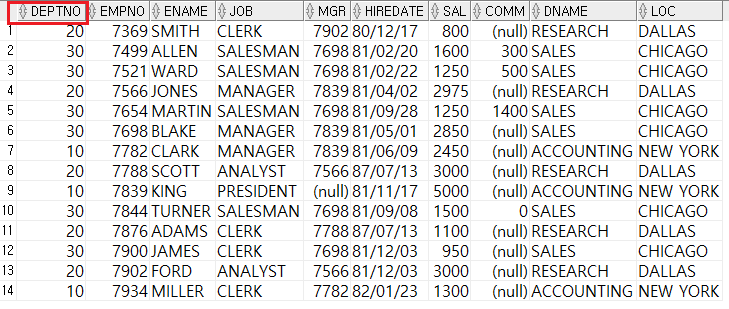 DEPTNO EMPNO ENAME JOB MGR HIREDATE SAL COMM DNAME LOC
1 20 7369 SMITH CLERK 7902 80/12/17 800 (null) RESEARCH DALLAS
2 30 7499 ALLEN SALESMAN 7698 81/02/20 1600 300 SALES CHICAGO
3 30 7521 WARD SALESMAN 7698 81/02/22 1250 500 SALES CHICAGO
4 20 7566 JONES MANAGER 7839 81/04/02 2975 (null) RESEARCH DALLAS
5 30 7654 MARTIN SALESMAN 7698 81/09/28 1250 1400 SALES CHICAGO
6 30 7698 BLAKE MANAGER 7839 81/05/01 2850 (null) SALES CHICAGO
7 10 7782 CLARK MANAGER 7839 81/06/09 2450 (null) ACCOUNTING NEW YORK
8 20 7788 SCOTT ANALYST 7566 87/07/13 3000 (null) RESEARCH DALLAS
9 10 7839 KING PRESIDENT (null) 81/11/17 5000 (null) ACCOUNTING NEW YORK
10 30 7844 TURNER SALESMAN 7698 81/09/08 1500 0 SALES CHICAGO
11 20 7876 ADAMS CLERK 7788 87/07/13 1100 (null) RESEARCH DALLAS
12 30 7900 JAMES CLERK 7698 81/12/03 950 (null) SALES CHICAGO
13 20 7902 FORD ANALYST 7566 81/12/03 3000 (null) RESEARCH DALLAS
14 10 7934 MILLER CLERK 7782 82/01/23 1300 (null) ACCOUNTING NEW YORK